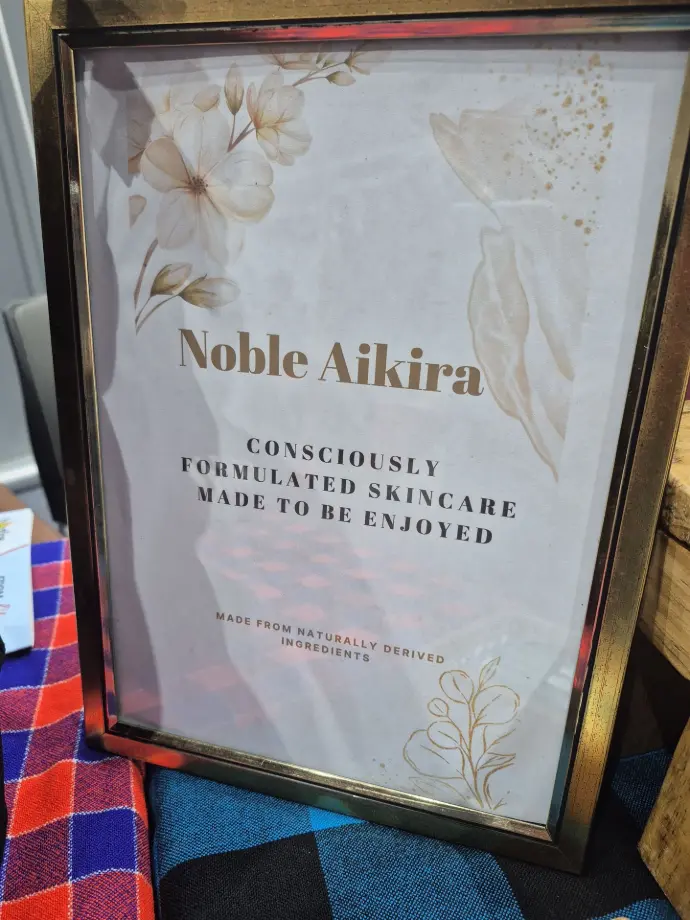 Noble Aikira
CONSCIOUSLY
FORMULATED SKINCARE
MADE TO BE ENJOYED
MADE FROM NATURALLY DERIVED
INGREDIENTS